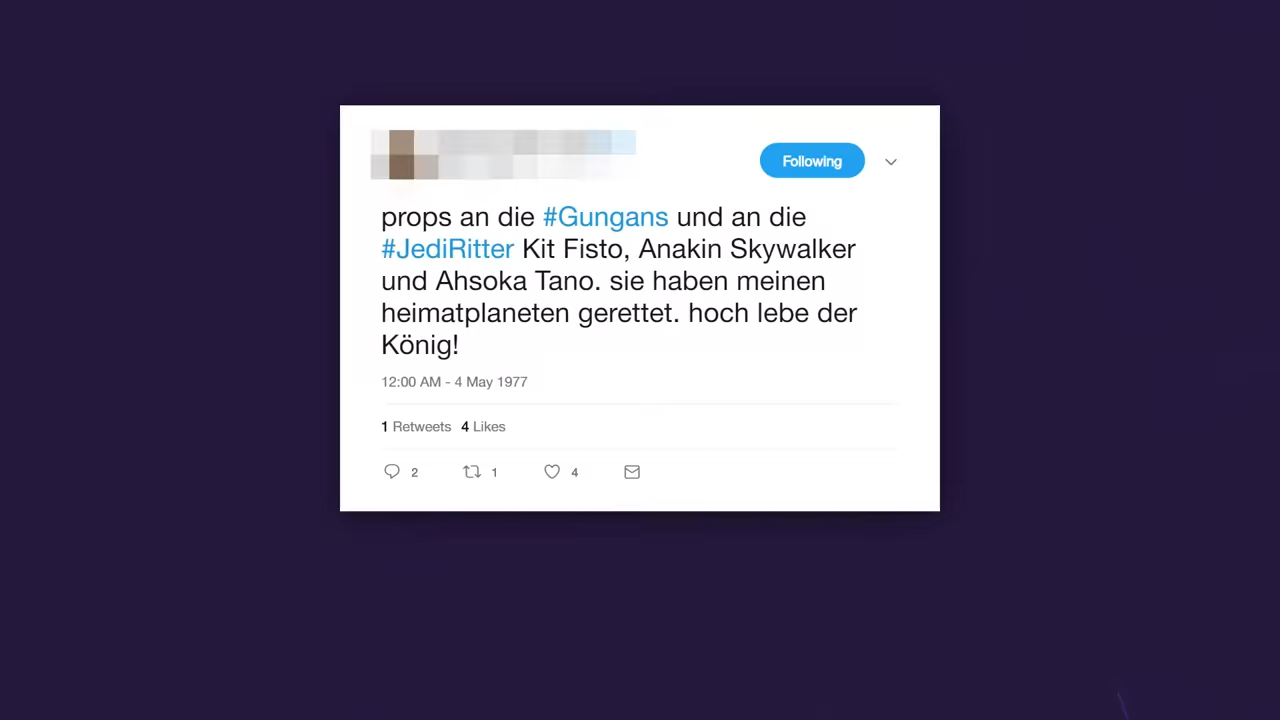 Following
props an die #Gungans und an die
#JediRitter Kit Fisto, Anakin Skywalker
und Ahsoka Tano. sie haben meinen
heimatplaneten gerettet. hoch lebe der
König!
12:00 AM - 4 May 1977
1 Retweets 4 Likes
2 1 4